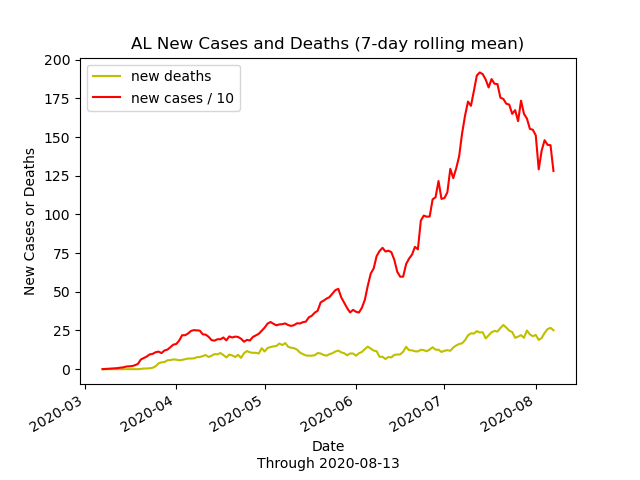 AL New Cases and Deaths (7-day rolling mean)
new deaths
new cases / 10
New Cases or Deaths
200
175
150
125
100
75
50
25
0
2020-03
2020-04
2020-05
2020-06
2020-07
2020-08
Date
Through 2020-08-13